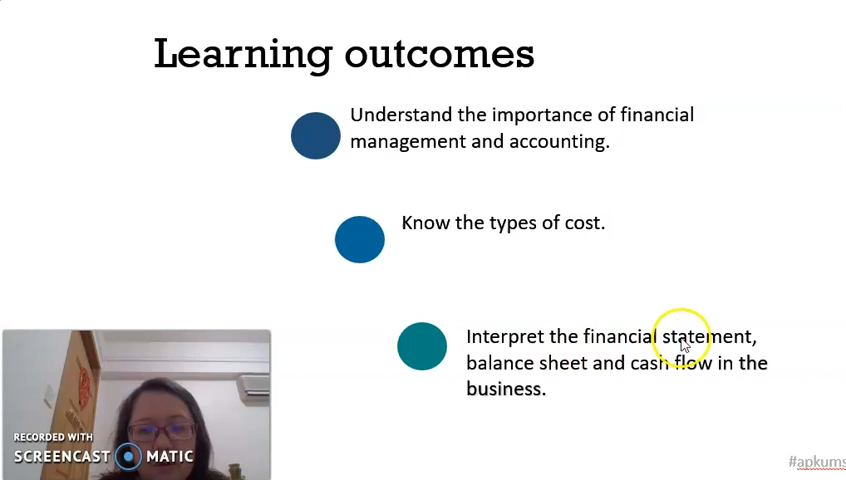 Learning outcomes
Understand the importance of financial
management and accounting.
Know the types of cost.
Interpret the financial statement,
balance sheet and cash flow in the
business.
RECORDED WITH
SCREENCAST MATIC
#apkums